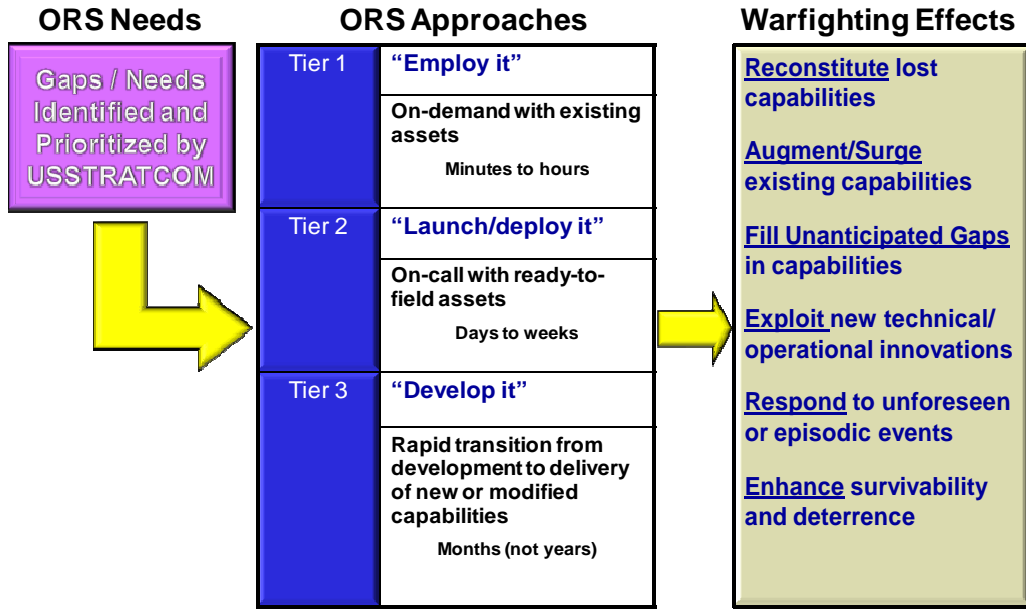 ORS Needs
Gaps / Needs
Identified and
Prioritized by
USSTRATCOM
ORS Approaches
Tier 1
“Employ it”
On-demand with existing
assets
Minutes to hours
Tier 2
“Launch/deploy it”
On-call with ready-to-
field assets
Days to weeks
Tier 3
“Develop it”
Rapid transition from
development to delivery
of new or modified
capabilities
Months (not years)
Warfighting Effects
Reconstitute lost
capabilities
Augment/Surge
existing capabilities
Fill Unanticipated Gaps
in capabilities
Exploit new technical/
operational innovations
Respond to unforeseen
or episodic events
Enhance survivability
and deterrence